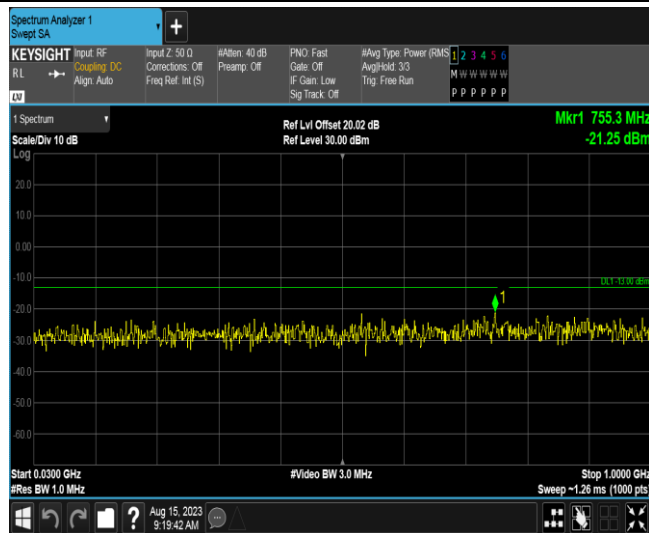 Spectrum Analyzer 1
Swept SA
+
KEYSIGHT Input: RF Input Z: 50 Ω #Atten: 40 dB PNO: Fast #Avg Type: Power (RMS 1 2 3 4 5 6
RL Coupling: DC Corrections: Off Preamp: Off Gate: Off Avg|Hold: 3/3 M W W W W W
Align: Auto Freq Ref: Int (S) IF Gain: Low Trig: Free Run
Sig Track: Off P P P P P P
LXI
1 Spectrum Ref Lvl Offset 20.02 dB Mkr1 755.3 MHz
Scale/Div 10 dB Ref Level 30.00 dBm -21.25 dBm
Log
20.0
10.0
0.00
-10.0 DL1 -13.00 dBm
-20.0 1
-30.0
-40.0
-50.0
-60.0
Start 0.0300 GHz #Video BW 3.0 MHz Stop 1.0000 GHz
#Res BW 1.0 MHz Sweep ~1.26 ms (1000 pts)
? Aug 15, 2023
9:19:42 AM